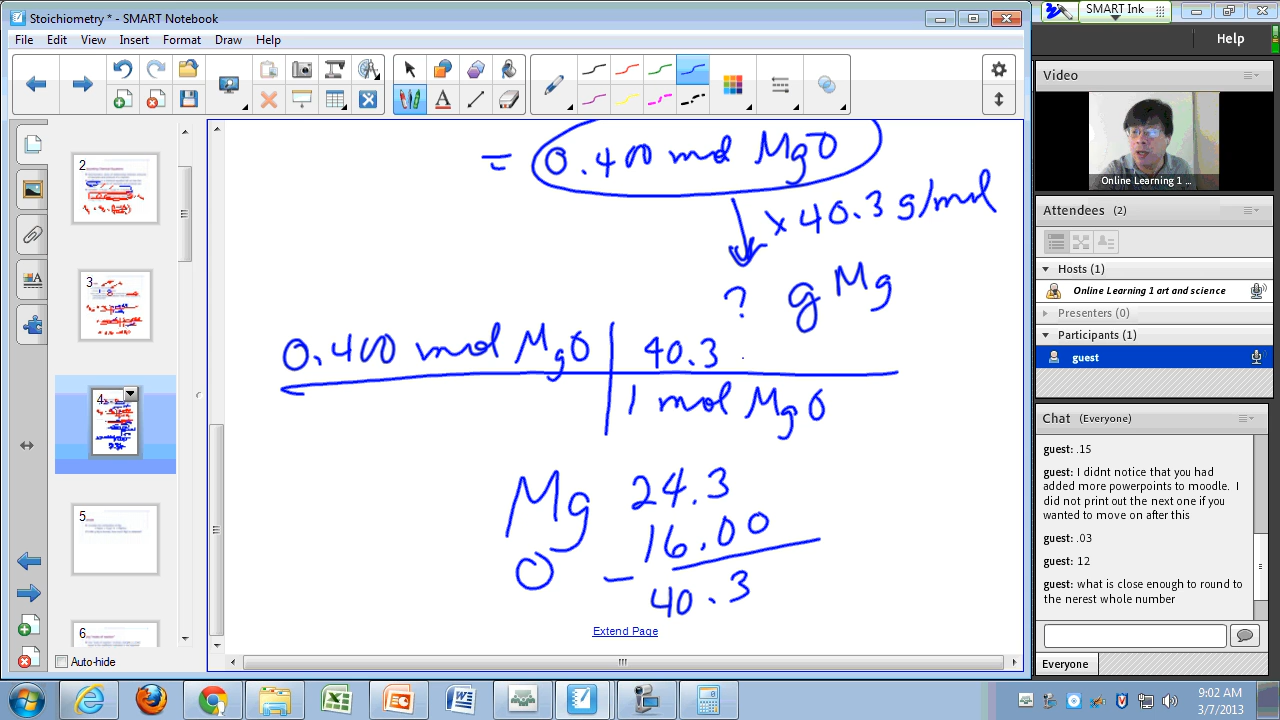 Stoichiometry * - SMART Notebook
SMART Ink
File Edit View Insert Format Draw Help
Help
Video
Online Learning 1 ...
Attendees (2)
Hosts (1)
Online Learning 1 art and science
Presenters (0)
Participants (1)
guest
Chat (Everyone)
guest: .15
guest: I didnt notice that you had
added more powerpoints to moodle. I
did not print out the next one if you
wanted to move on after this
guest: .03
guest: 12
guest: what is close enough to round to
the nerest whole number
Everyone
2
3
4
5
6
Auto-hide
= 0.400 mol MgO
x 40.3 g/mol
? g Mg
0.400 mol MgO 40.3
1 mol MgO
Mg 24.3
O 16.00
40.3
Extend Page
9:02 AM
3/7/2013